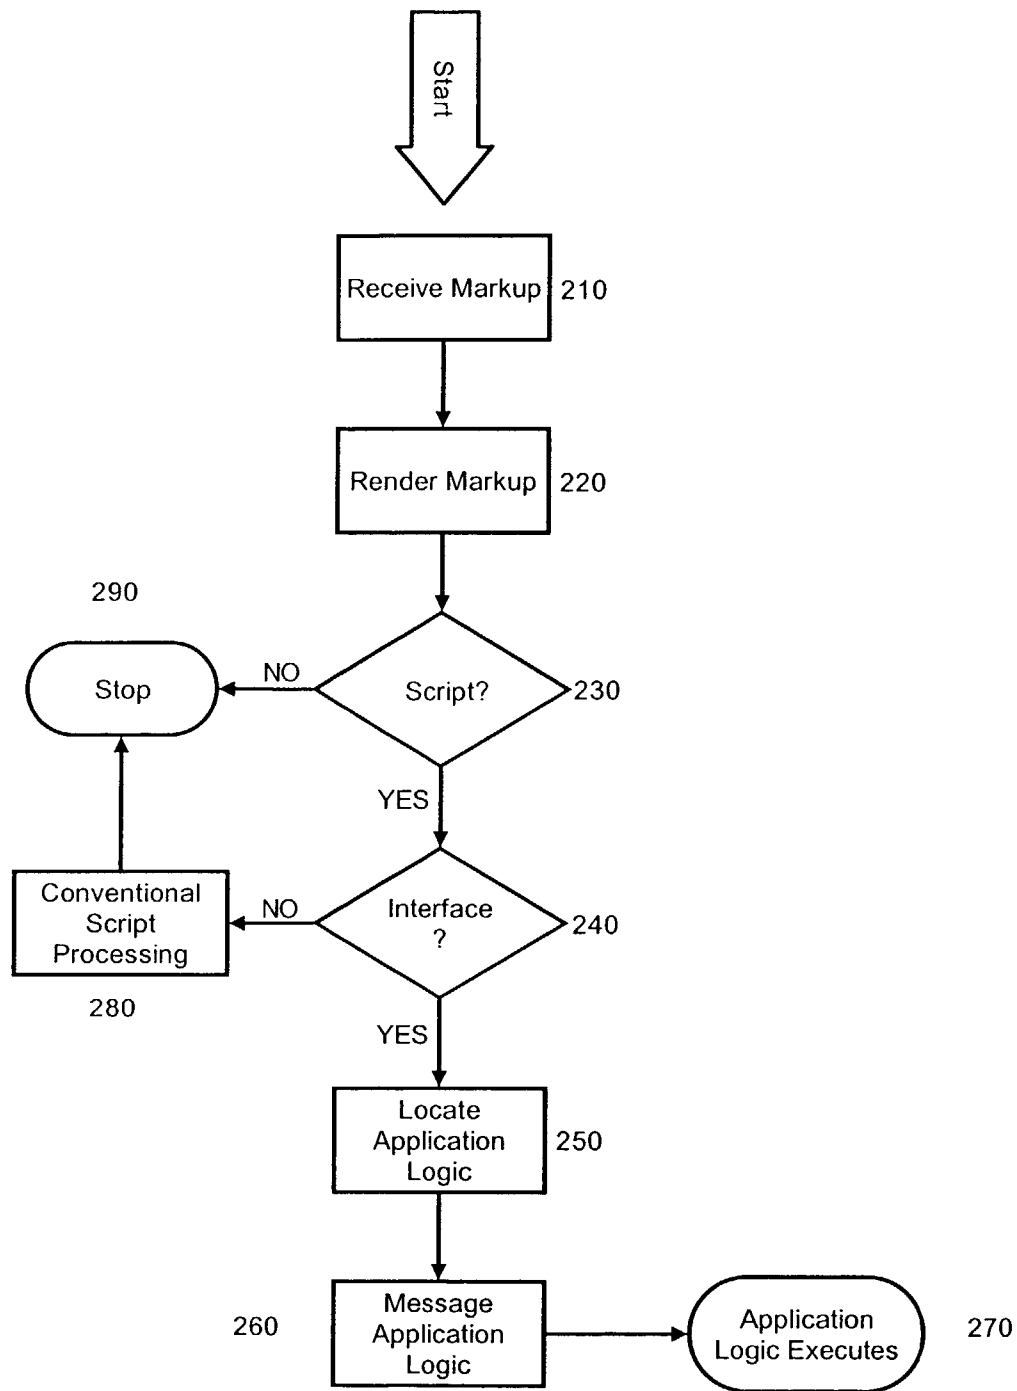 Start
Receive Markup 210
Render Markup 220
290
Stop
NO
Script? 230
YES
Conventional
Script
Processing
280
NO
Interface
? 240
YES
Locate
Application
Logic
250
260
Message
Application
Logic
Application
Logic Executes
270